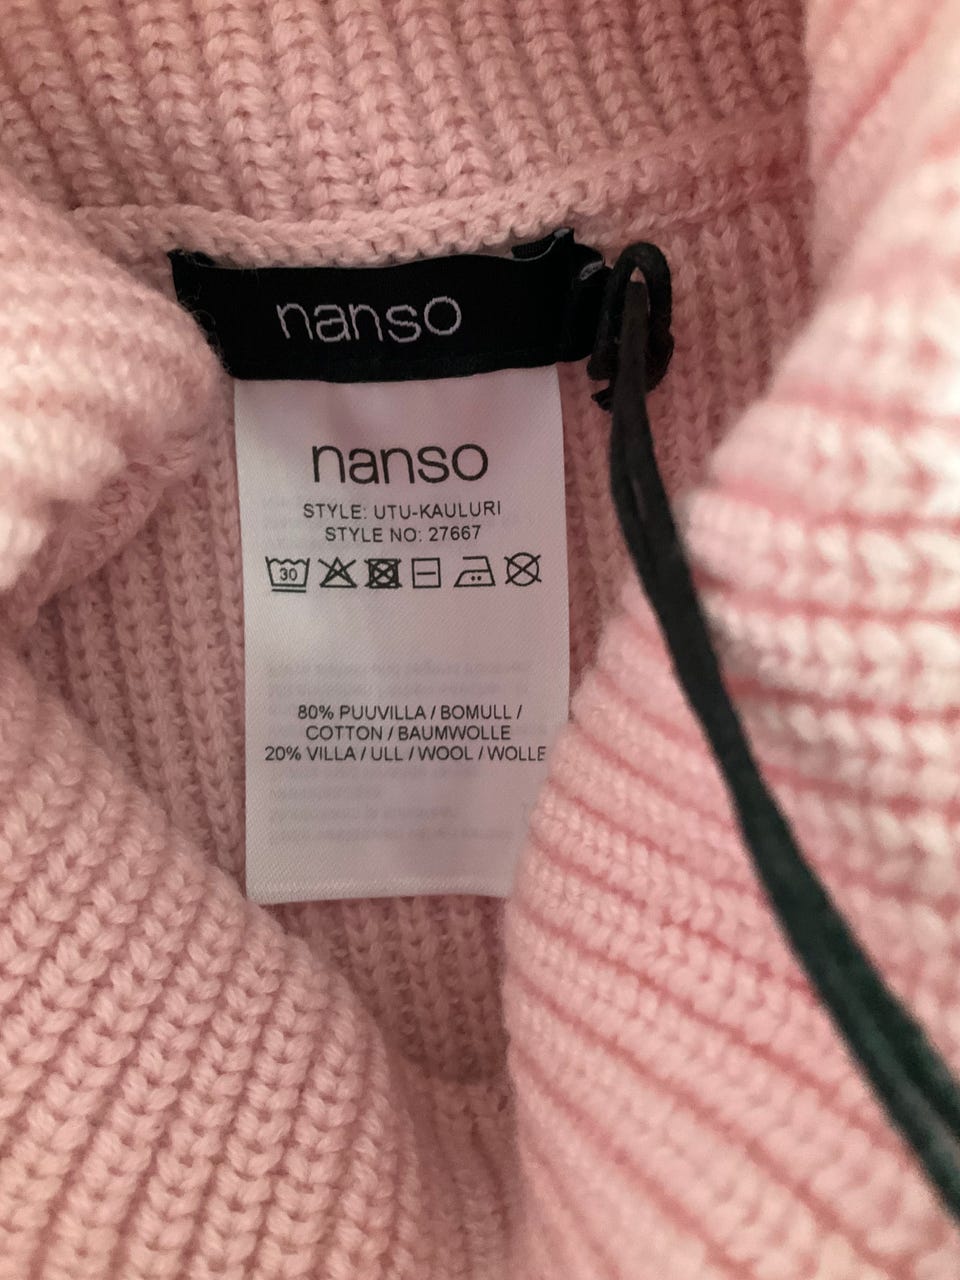 nanso
nanso
STYLE: UTU-KAULURI
STYLE NO: 27667
30
80% PUUVILLA / BOMULL /
COTTON / BAUMWOLLE
20% VILLA / ULL / WOOL / WOLLE